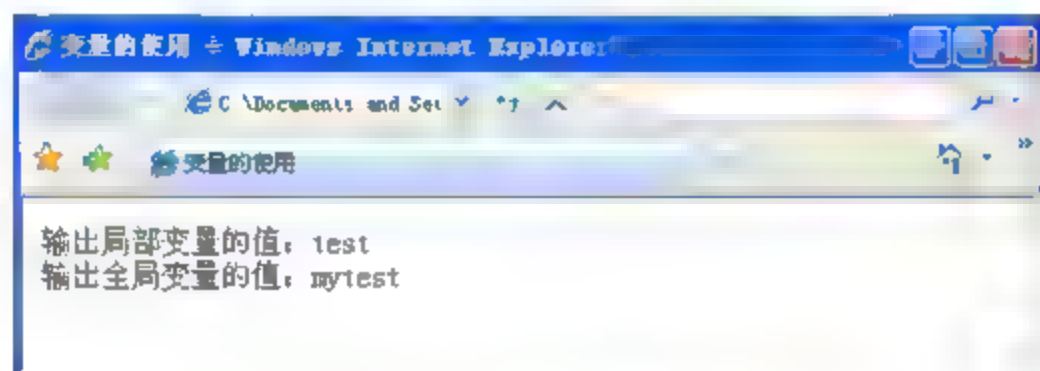 变量的使用 - Windows Internet Explorer
C:\Documents and Set
变量的使用
输出局部变量的值：test
输出全局变量的值：mytest